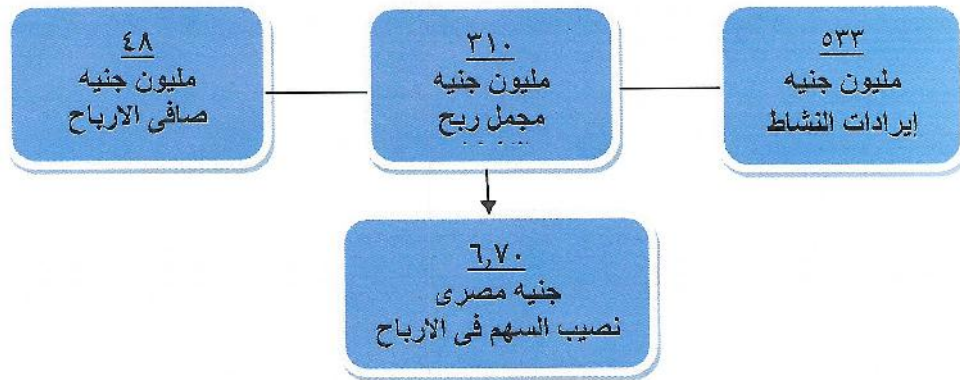 ٥٣٣
مليون جنيه
إيرادات النشاط
٣١٠
مليون جنيه
مجمل ربح
٤٨
مليون جنيه
صافى الارباح
٦,٧٠
جنيه مصرى
نصيب السهم فى الارباح